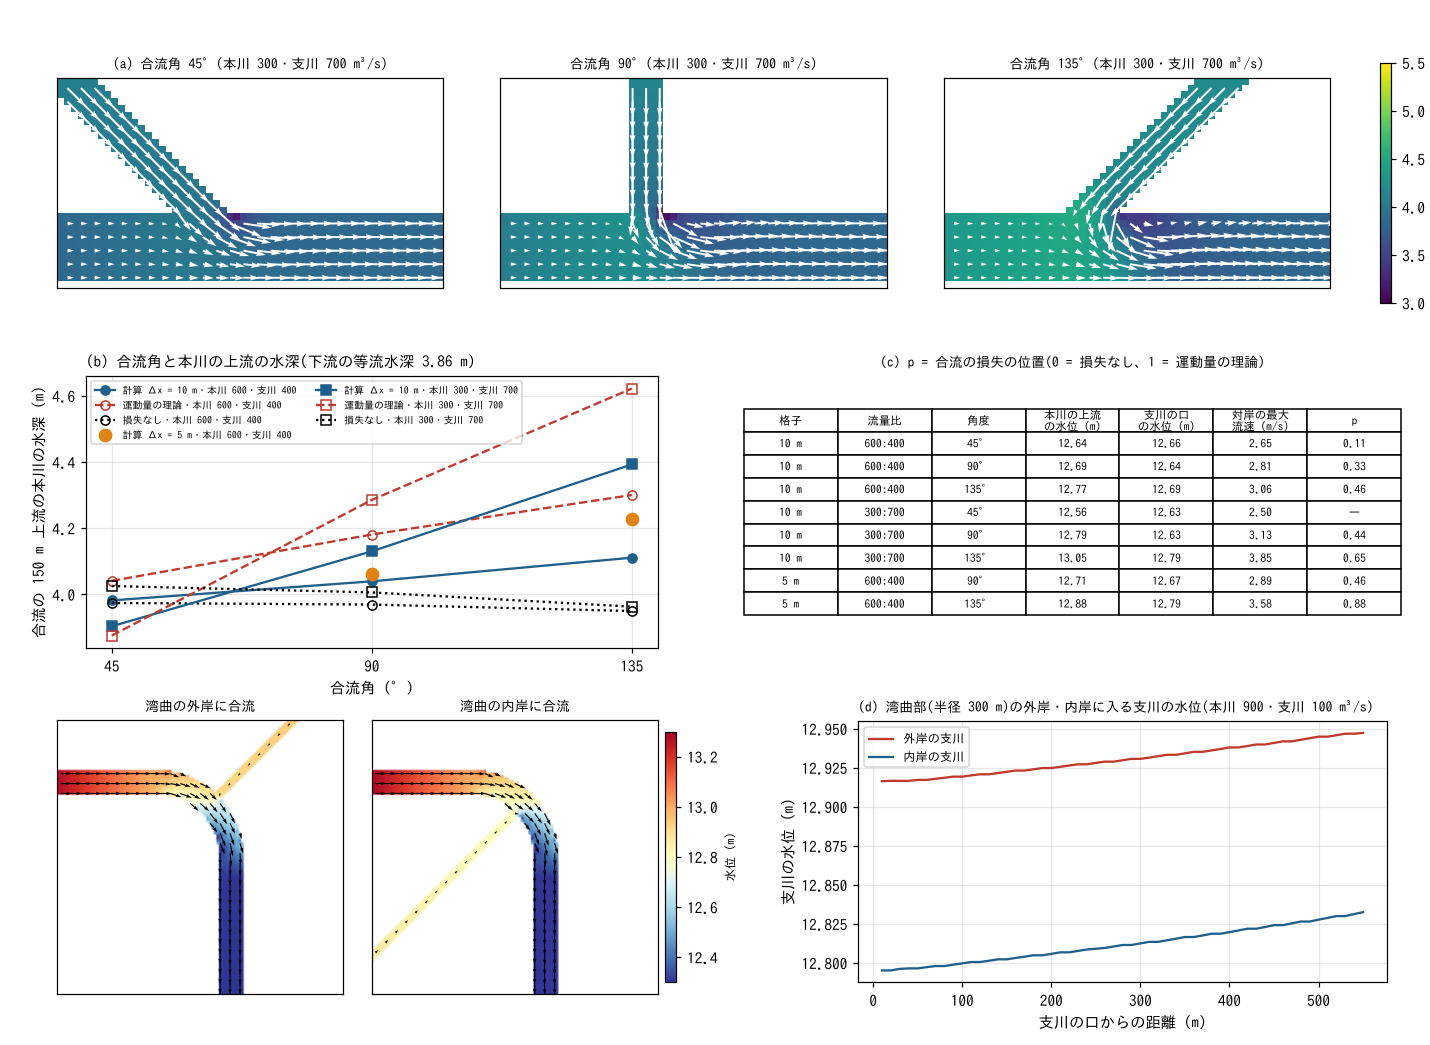 (a) 合流角 45° (本川 300・支川 700 m³/s)
合流角 90° (本川 300・支川 700 m³/s)
合流角 135° (本川 300・支川 700 m³/s)
5.5
5.0
4.5
4.0
3.5
3.0
(b) 合流角と本川の上流の水深(下流の等流水深 3.86 m)
合流の 150 m 上流の本川の水深 (m)
4.6
4.4
4.2
4.0
計算 Δx = 10 m・本川 600・支川 400
運動量の理論・本川 600・支川 400
損失なし・本川 600・支川 400
計算 Δx = 5 m・本川 600・支川 400
計算 Δx = 10 m・本川 300・支川 700
運動量の理論・本川 300・支川 700
損失なし・本川 300・支川 700
45 90 135
合流角 (°)
(c) p = 合流の損失の位置(0 = 損失なし、1 = 運動量の理論)
格子 流量比 角度 本川の上流の水位 (m) 支川の口の水位 (m) 対岸の最大流速 (m/s) p
10 m 600:400 45° 12.64 12.66 2.65 0.11
10 m 600:400 90° 12.69 12.64 2.81 0.33
10 m 600:400 135° 12.77 12.69 3.06 0.46
10 m 300:700 45° 12.56 12.63 2.50 —
10 m 300:700 90° 12.79 12.63 3.13 0.44
10 m 300:700 135° 13.05 12.79 3.85 0.65
5 m 600:400 90° 12.71 12.67 2.89 0.46
5 m 600:400 135° 12.88 12.79 3.58 0.88
湾曲の外岸に合流
湾曲の内岸に合流
13.2
13.0
12.8
12.6
12.4
水位 (m)
(d) 湾曲部(半径 300 m)の外岸・内岸に入る支川の水位(本川 900・支川 100 m³/s)
支川の水位 (m)
12.950
12.925
12.900
12.875
12.850
12.825
12.800
外岸の支川
内岸の支川
0 100 200 300 400 500
支川の口からの距離 (m)